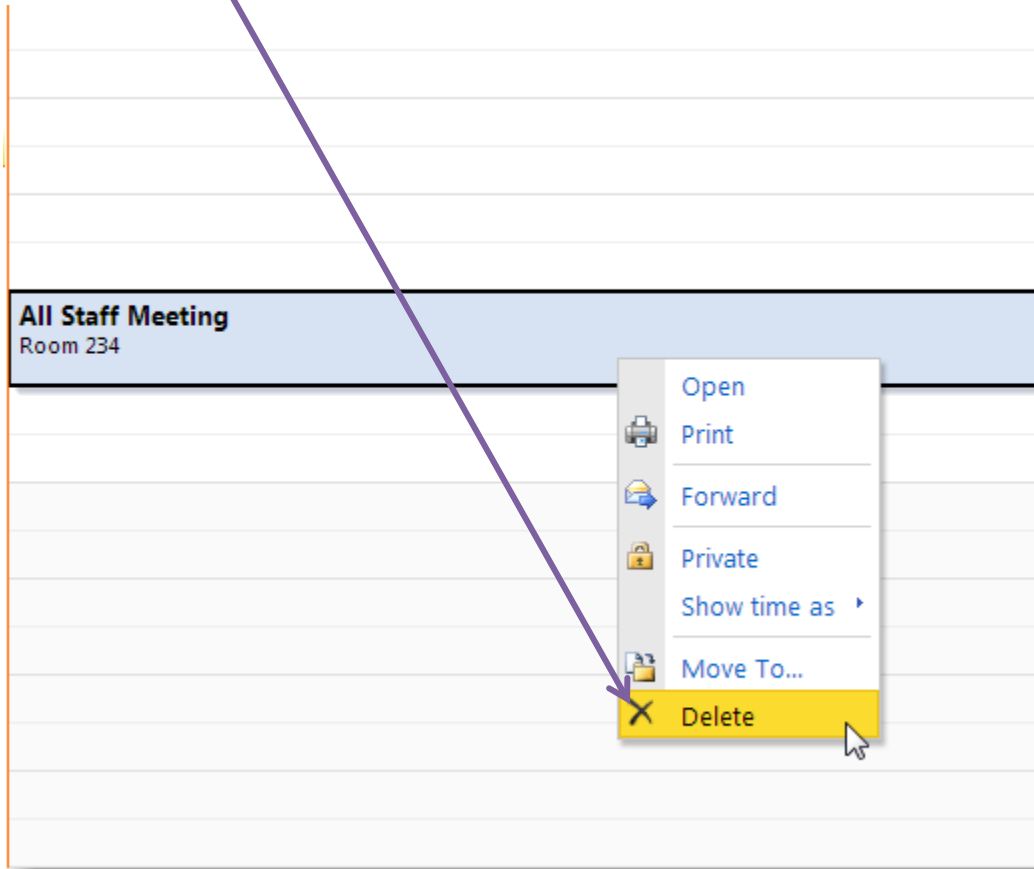 All Staff Meeting
Room 234
Open
Print
Forward
Private
Show time as
Move To...
Delete